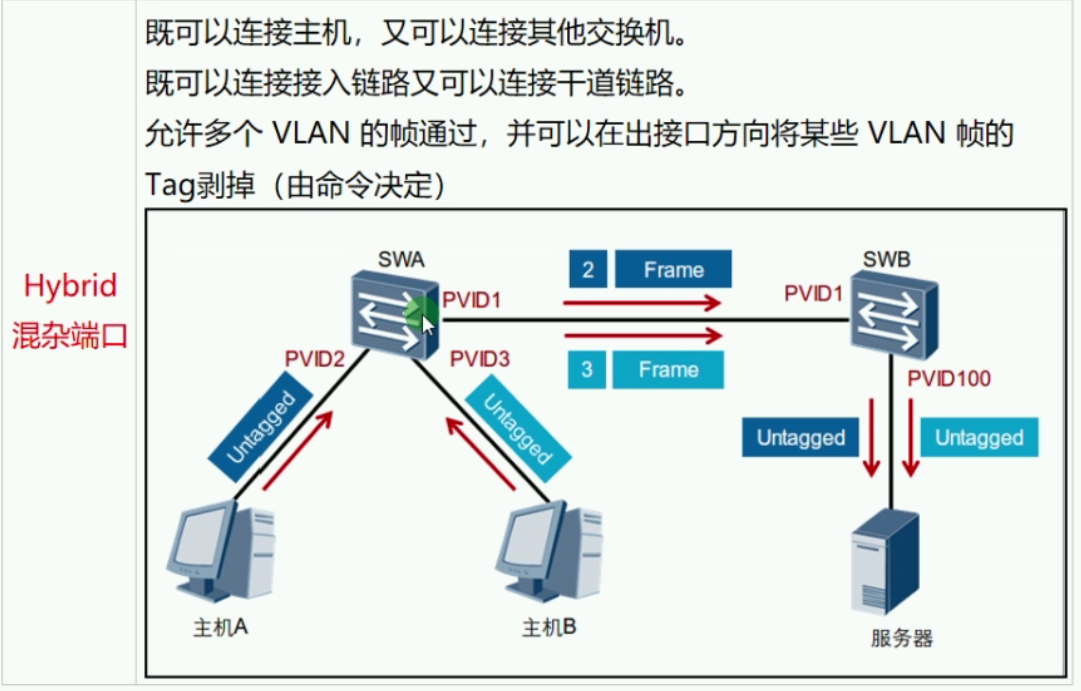 既可以连接主机，又可以连接其他交换机。
既可以连接接入链路又可以连接干道链路。
允许多个 VLAN 的帧通过，并可以在出接口方向将某些 VLAN 帧的
Tag剥掉（由命令决定）
Hybrid
混杂端口
SWA
2 Frame
SWB
PVID1
PVID1
3 Frame
PVID2
PVID3
PVID100
Untagged
Untagged
Untagged
Untagged
主机A
主机B
服务器